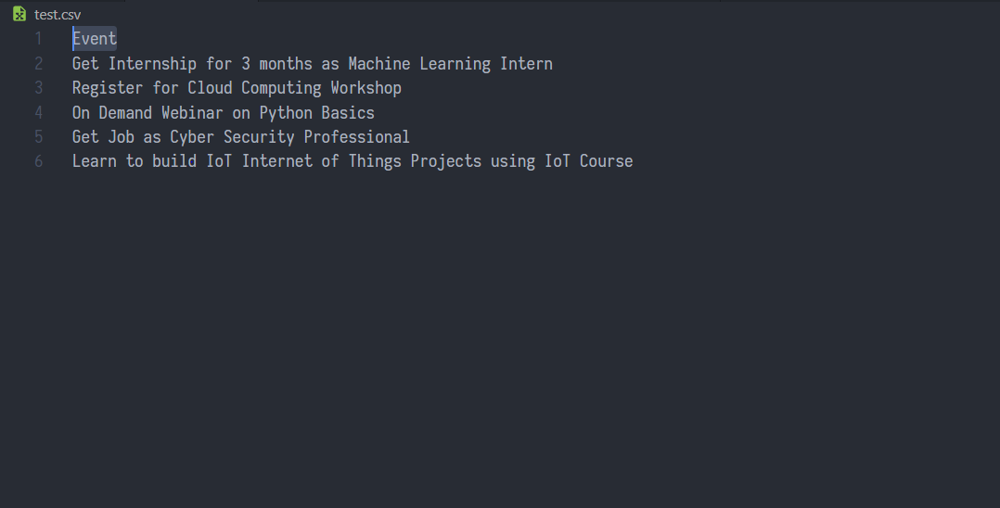 test.csv
1 Event
2 Get Internship for 3 months as Machine Learning Intern
3 Register for Cloud Computing Workshop
4 On Demand Webinar on Python Basics
5 Get Job as Cyber Security Professional
6 Learn to build IoT Internet of Things Projects using IoT Course